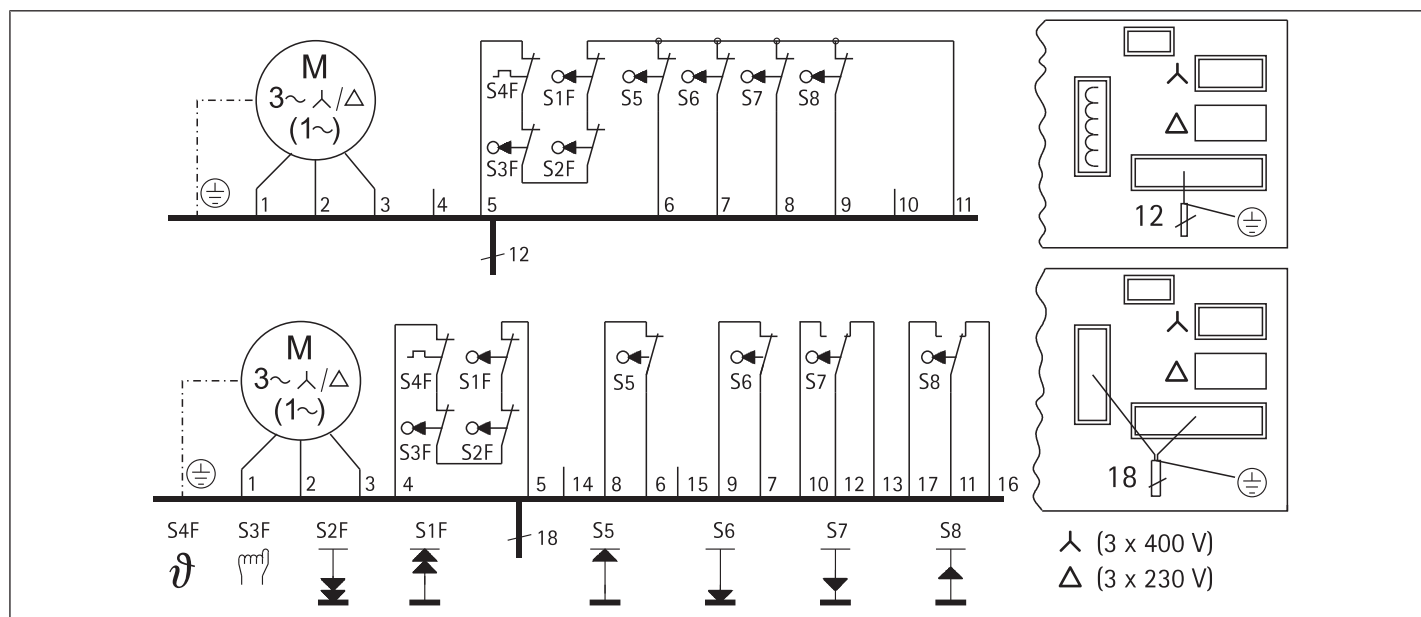 M
3~ ⅄ /△
(1~)
S4F S1F S5 S6 S7 S8
S3F S2F
1 2 3 4 5 6 7 8 9 10 11
12
12
M
3~ ⅄ /△
(1~)
S4F S1F S5 S6 S7 S8
S3F S2F
1 2 3 4 5 14 8 6 15 9 7 10 12 13 17 11 16
18
18
S4F S3F S2F S1F S5 S6 S7 S8
ϑ
⅄ (3 x 400 V)
△ (3 x 230 V)